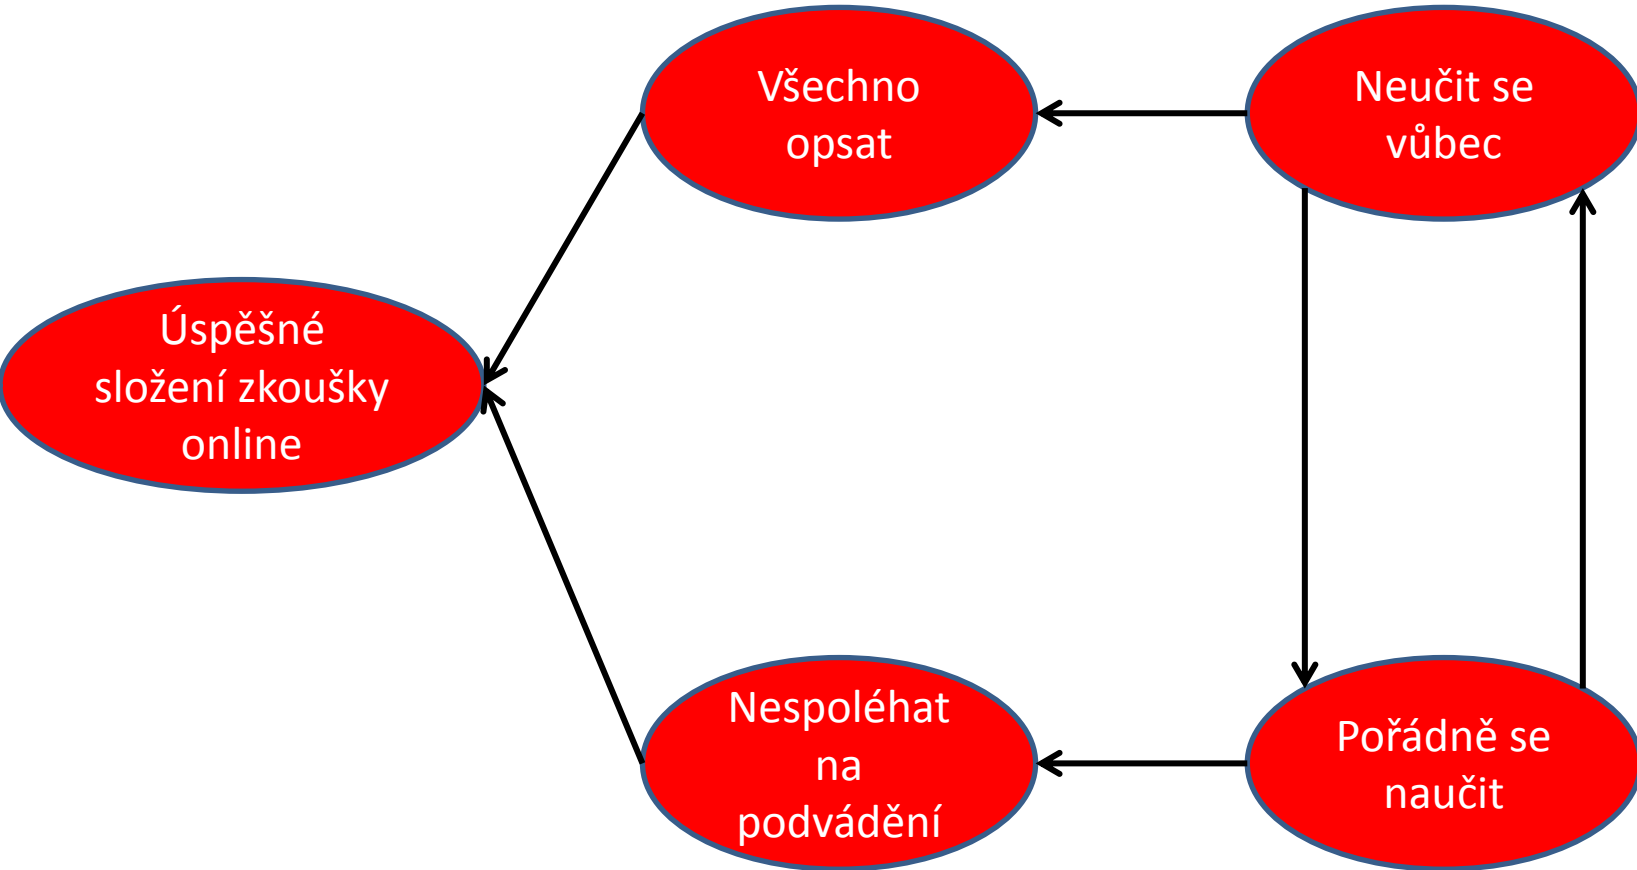 Všechno
opsat
Neučit se
vůbec
Úspěšné
složení zkoušky
online
Nespoléhat
na
podvádění
Pořádně se
naučit